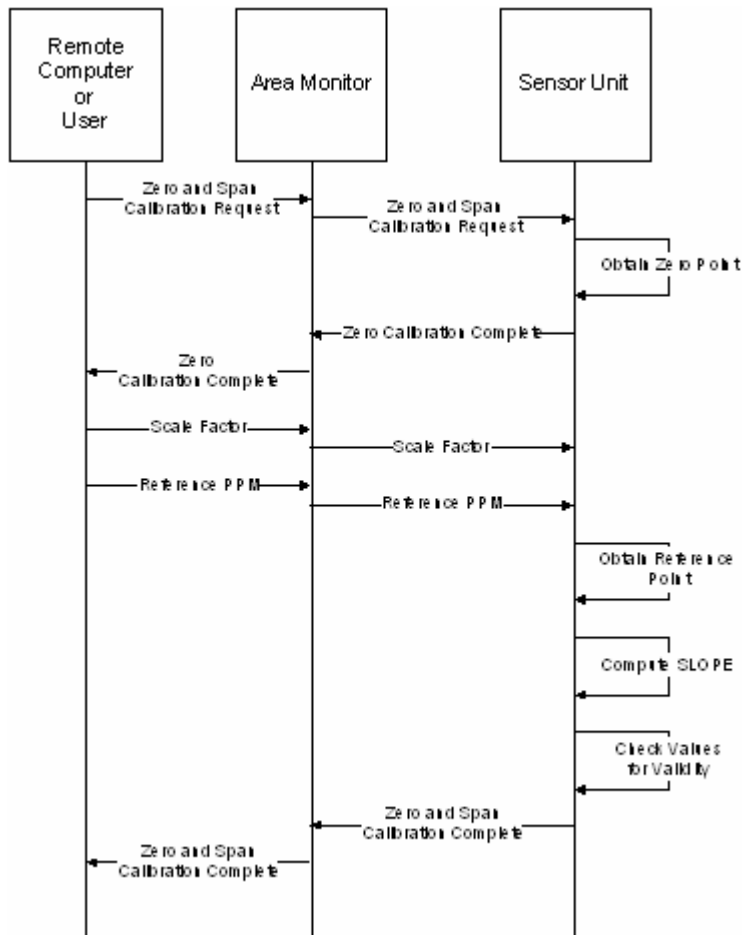 Remote
Computer
or
User
Area Monitor
Sensor Unit
Zero and Span
Calibration Request
Zero and Span
Calibration Request
Obtain Zero Point
Zero Calibration Complete
Zero
Calibration Complete
Scale Factor
Scale Factor
Reference PPM
Reference PPM
Obtain Reference
Point
Compute SLOPE
Check Values
for Validity
Zero and Span
Calibration Complete
Zero and Span
Calibration Complete